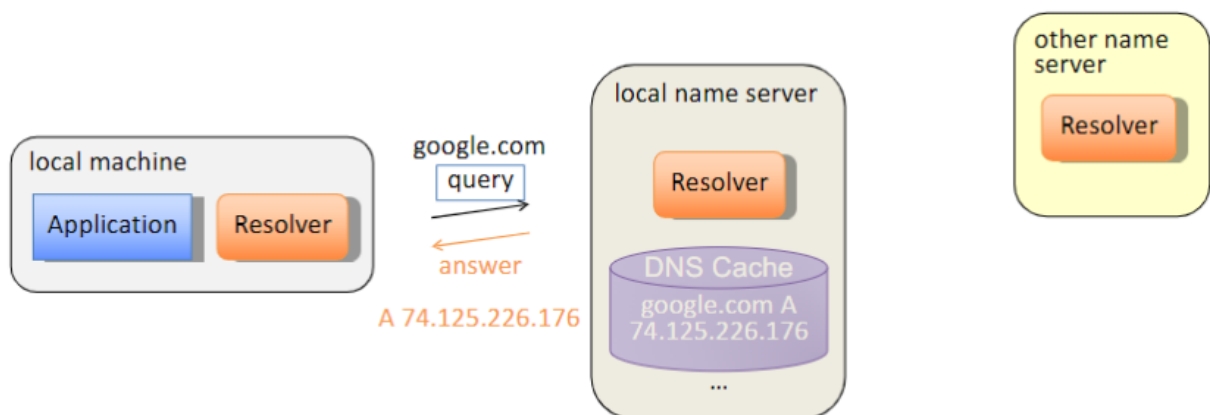 local machine
Application
Resolver
google.com
query
answer
A 74.125.226.176
local name server
Resolver
DNS Cache
google.com A
74.125.226.176
...
other name
server
Resolver